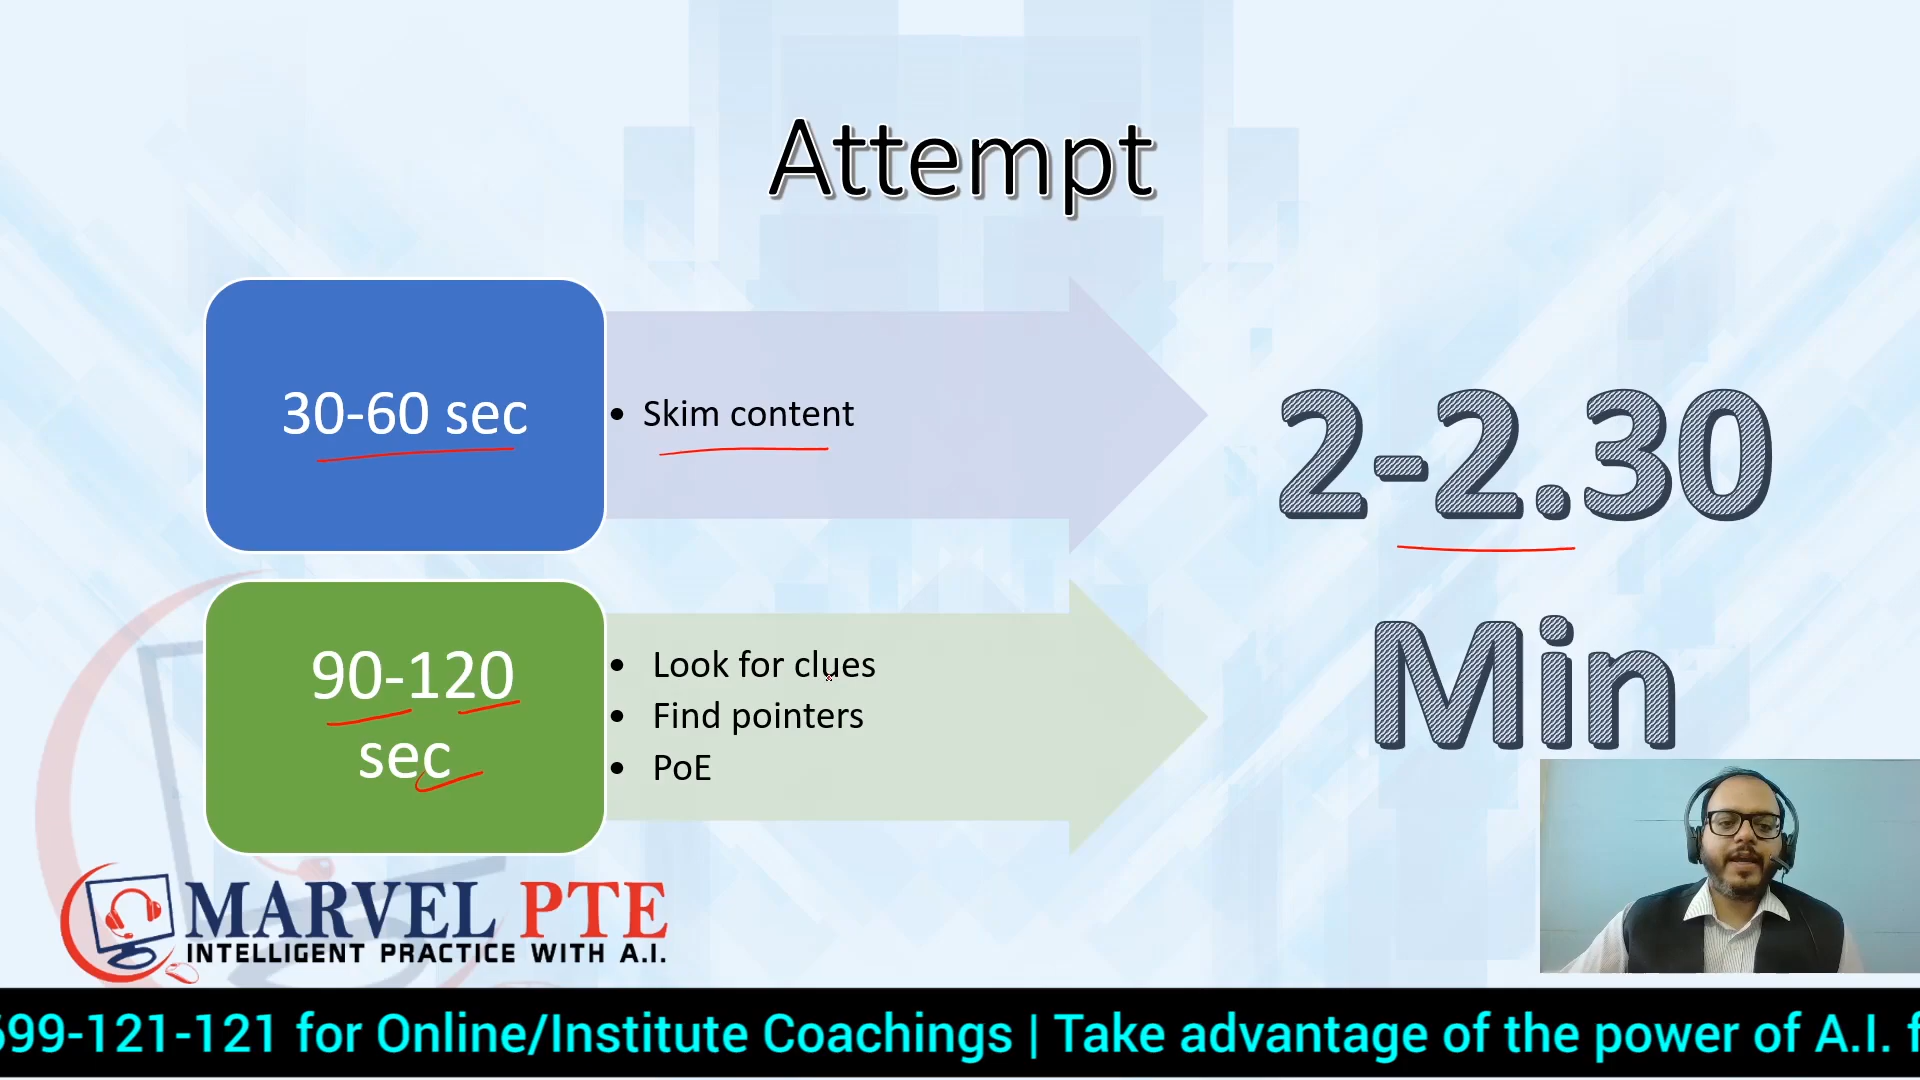 Attempt
30-60 sec
• Skim content
90-120
sec
• Look for clues
• Find pointers
• PoE
2-2.30
Min
MARVEL PTE
INTELLIGENT PRACTICE WITH A.I.
699-121-121 for Online/Institute Coachings | Take advantage of the power of A.I. f